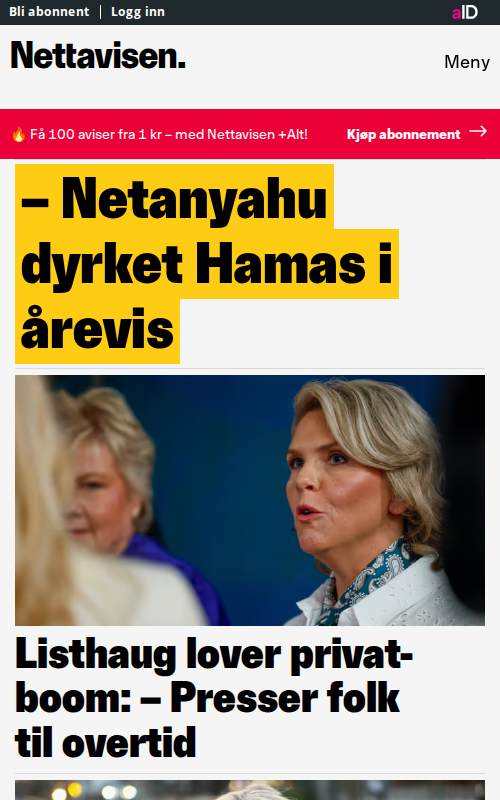 Bli abonnent | Logg inn
aID
Nettavisen.
Meny
🔥 Få 100 aviser fra 1 kr – med Nettavisen +Alt!
Kjøp abonnement →
– Netanyahu
dyrket Hamas i
årevis
Listhaug lover privat-
boom: – Presser folk
til overtid